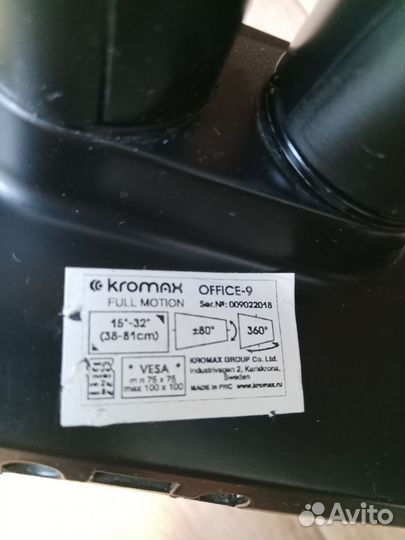 kromax OFFICE-9
FULL MOTION Ser.№: 009022018
15"-32"
(38-81cm)
±80°
360°
* VESA *
min 75 x 75
max 100 x 100
KROMAX GROUP Co. Ltd.
Industrivagen 2, Karlskrona,
Sweden
MADE IN PRC www.kromax.ru
Avito